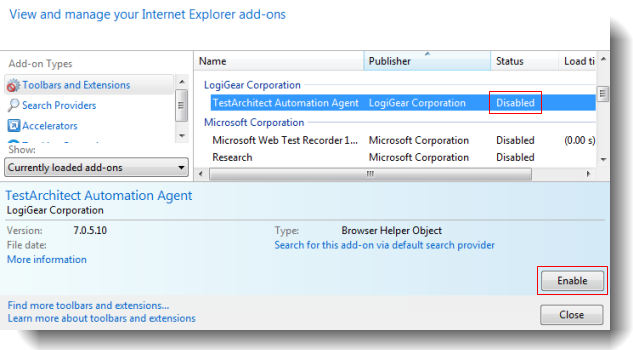 View and manage your Internet Explorer add-ons
Add-on Types
Toolbars and Extensions
Search Providers
Accelerators
Show:
Currently loaded add-ons
Name Publisher Status Load ti
LogiGear Corporation
TestArchitect Automation Agent LogiGear Corporation Disabled
Microsoft Corporation
Microsoft Web Test Recorder 1... Microsoft Corporation Disabled (0.00 s)
Research Microsoft Corporation Disabled
TestArchitect Automation Agent
LogiGear Corporation
Version: 7.0.5.10 Type: Browser Helper Object
File date: Search for this add-on via default search provider
More information
Enable
Find more toolbars and extensions...
Learn more about toolbars and extensions
Close